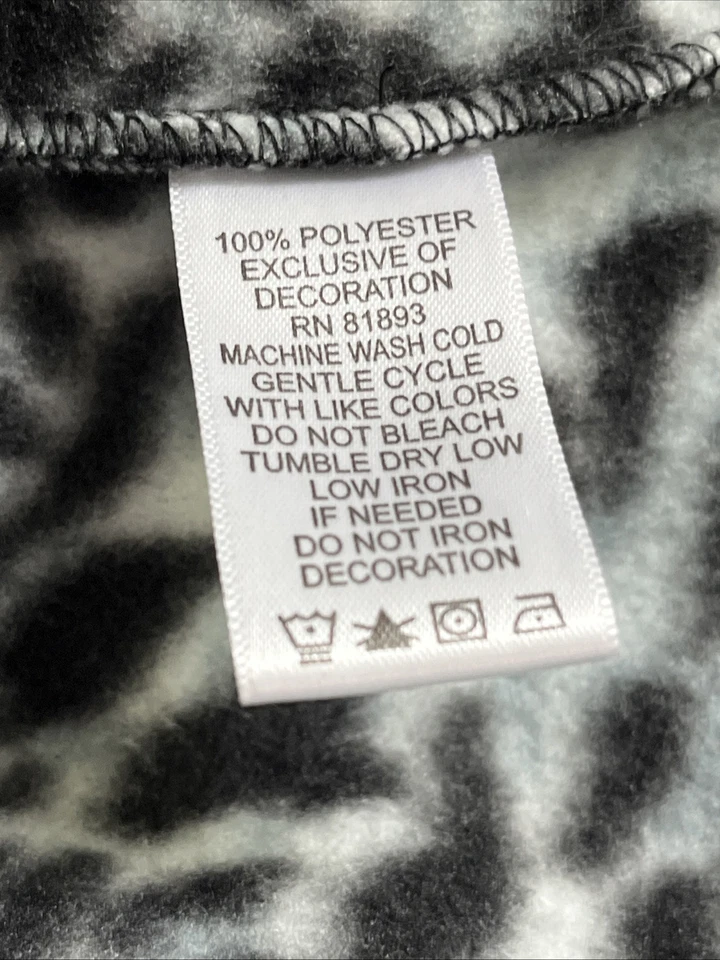 100% POLYESTER
EXCLUSIVE OF
DECORATION
RN 81893
MACHINE WASH COLD
GENTLE CYCLE
WITH LIKE COLORS
DO NOT BLEACH
TUMBLE DRY LOW
LOW IRON
IF NEEDED
DO NOT IRON
DECORATION